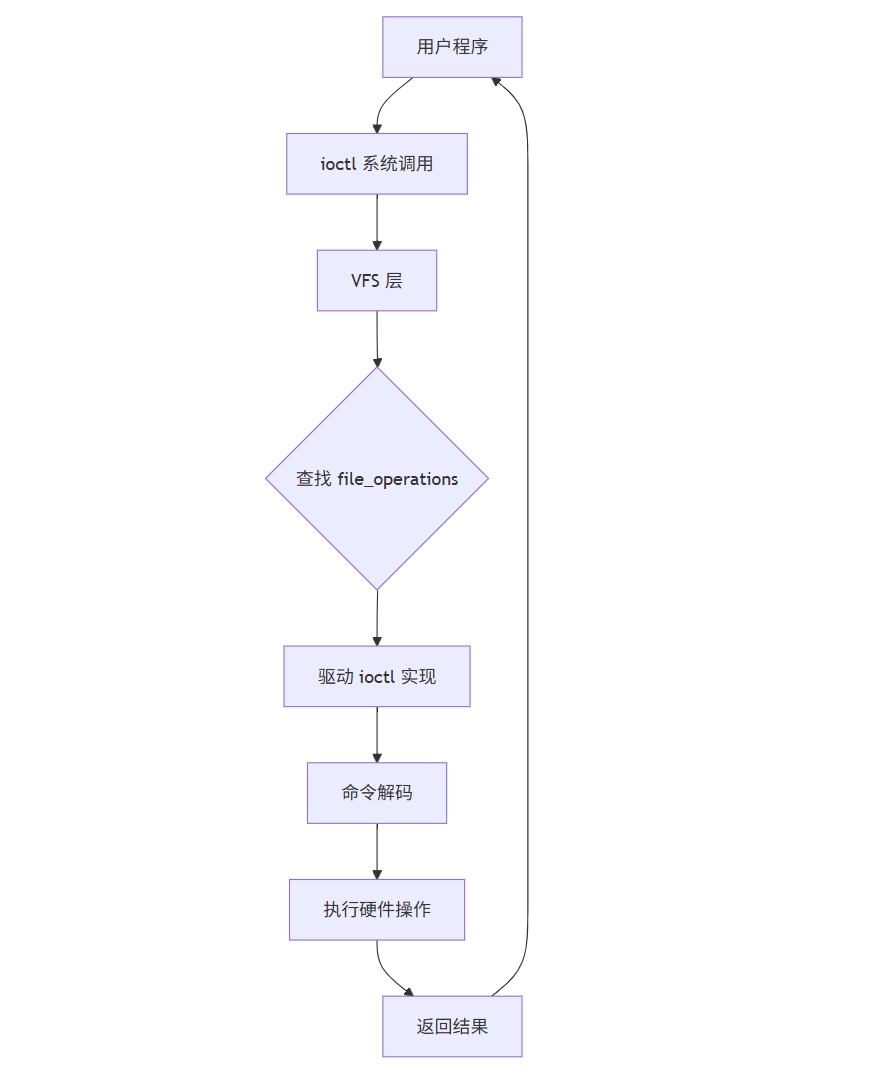 用户程序
ioctl 系统调用
VFS 层
查找 file_operations
驱动 ioctl 实现
命令解码
执行硬件操作
返回结果